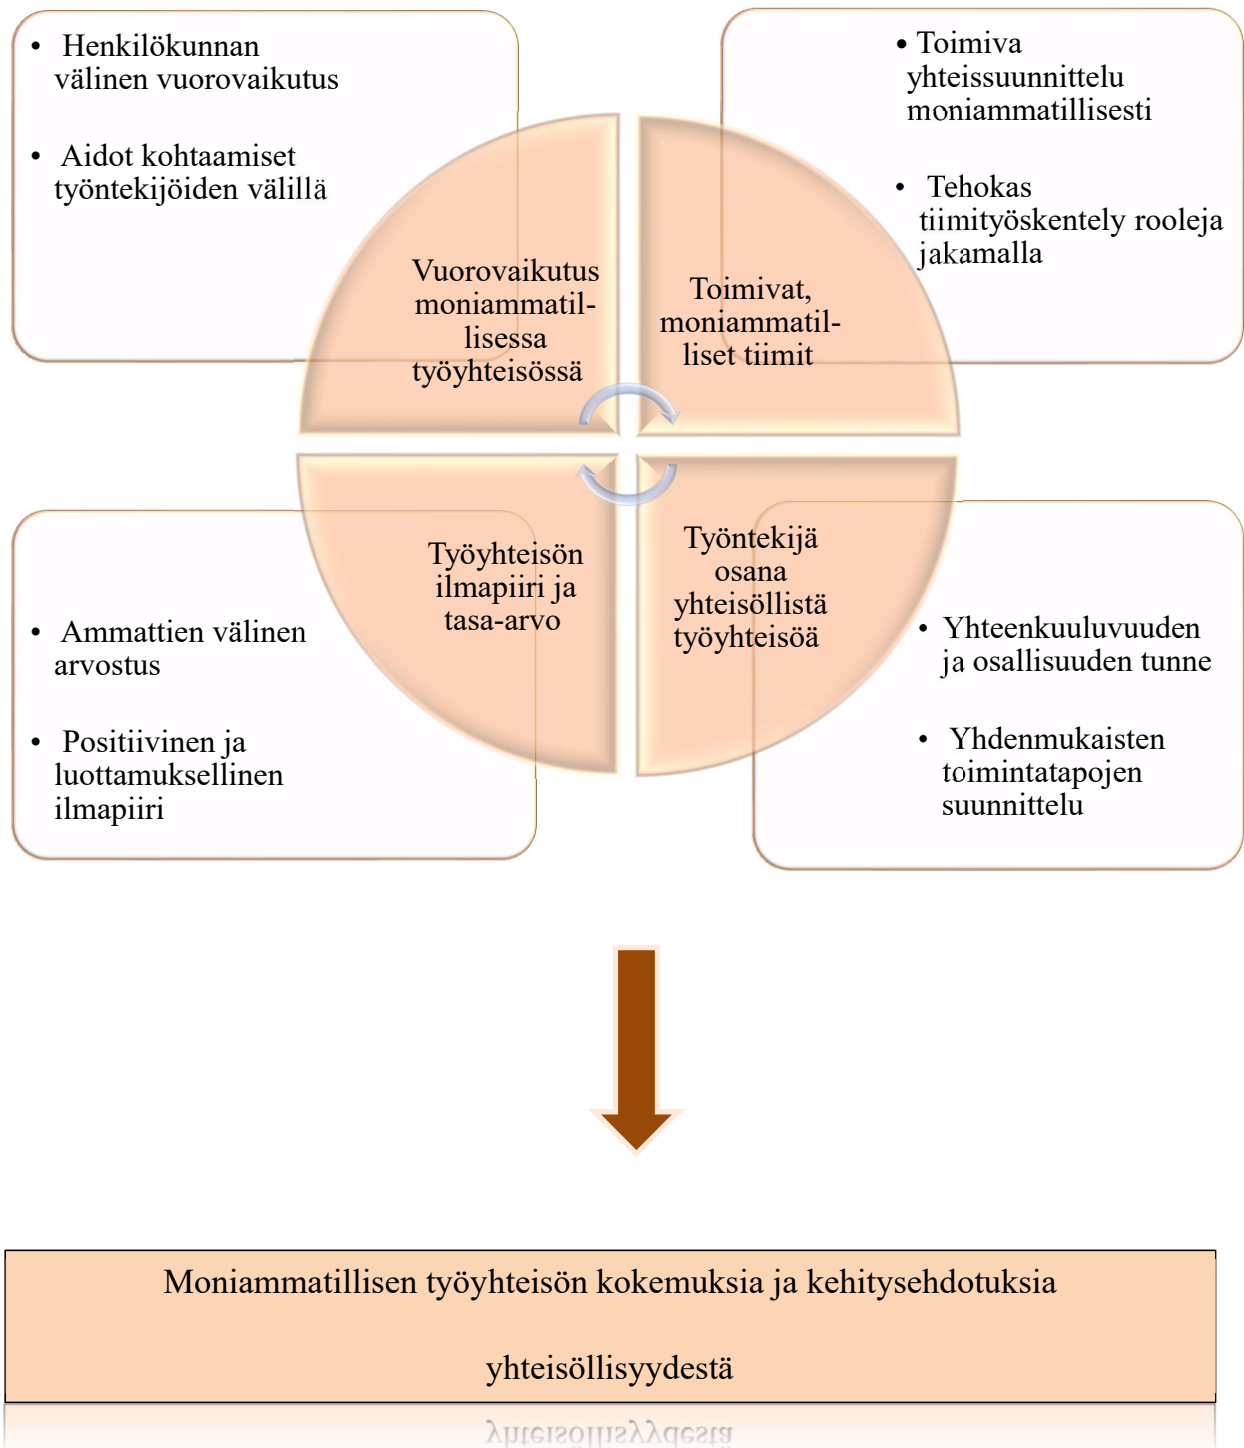 • Henkilökunnan
välinen vuorovaikutus
• Aidot kohtaamiset
työntekijöiden välillä
• Toimiva
yhteissuunnittelu
moniammatillisesti
• Tehokas
tiimityöskentely rooleja
jakamalla
Vuorovaikutus
moniammatil-
lisessa
työyhteisössä
Toimivat,
moniammatil-
liset tiimit
Työyhteisön
ilmapiiri ja
tasa-arvo
Työntekijä
osana
yhteisöllistä
työyhteisöä
• Ammattien välinen
arvostus
• Positiivinen ja
luottamuksellinen
ilmapiiri
• Yhteenkuuluvuuden
ja osallisuuden tunne
• Yhdenmukaisten
toimintatapojen
suunnittelu
Moniammatillisen työyhteisön kokemuksia ja kehitysehdotuksia
yhteisöllisyydestä